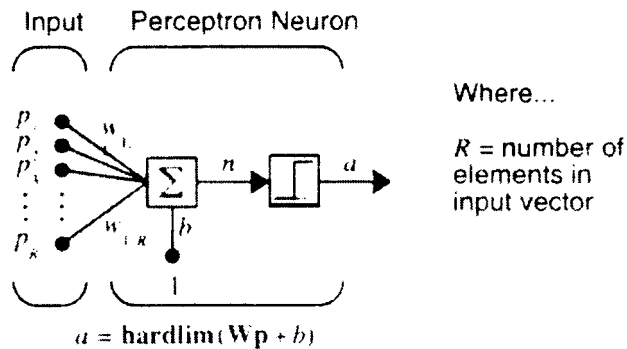 Input Perceptron Neuron
Where...
R = number of
elements in
input vector
p
w
p
p
Σ
n
a
w
b
p R
1
a = hardlim(Wp + b)